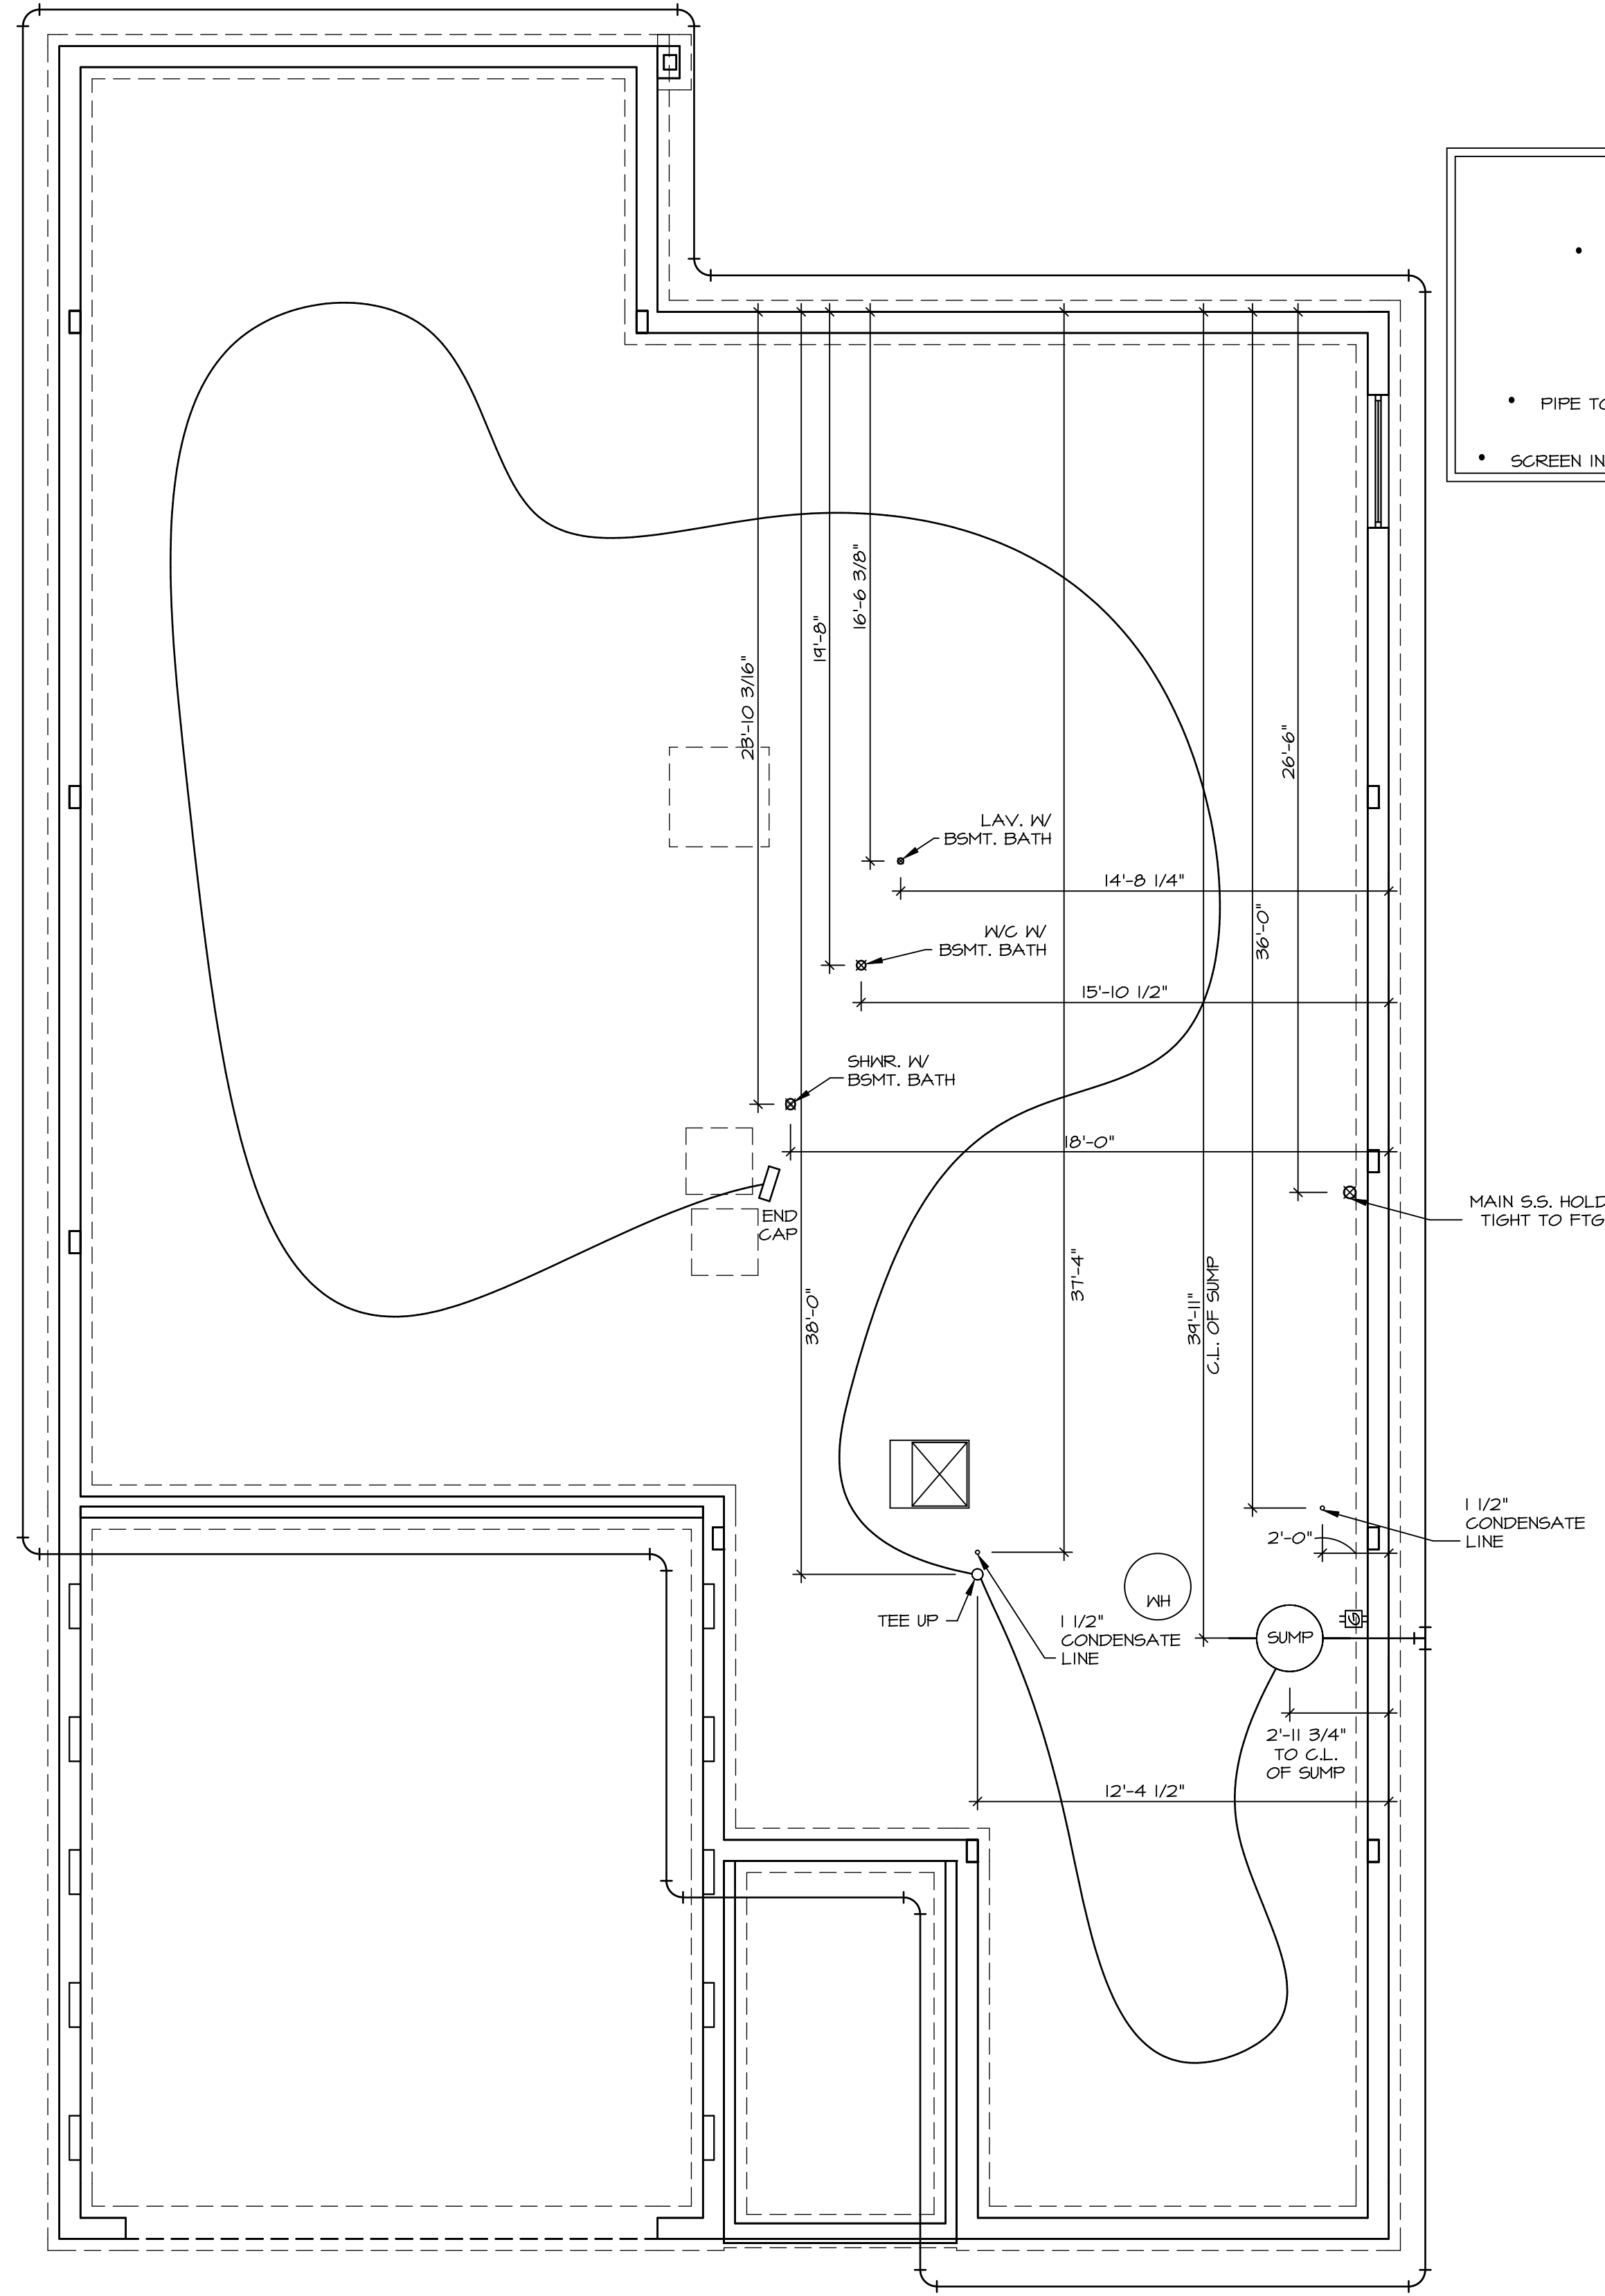 PIPE TO
SCREEN IN
16'-6 3/8"
19'-8"
23'-10 3/16"
26'-6"
LAV. W/
BSMT. BATH
14'-8 1/4"
36'-0"
W/C W/
BSMT. BATH
15'-10 1/2"
SHWR. W/
BSMT. BATH
18'-0"
MAIN S.S. HOLD
TIGHT TO FTG
END
CAP
38'-0"
37'-4"
39'-11"
C.L. OF SUMP
1 1/2"
CONDENSATE
LINE
2'-0"
WH
TEE UP
1 1/2"
CONDENSATE
LINE
SUMP
2'-11 3/4"
TO C.L.
OF SUMP
12'-4 1/2"